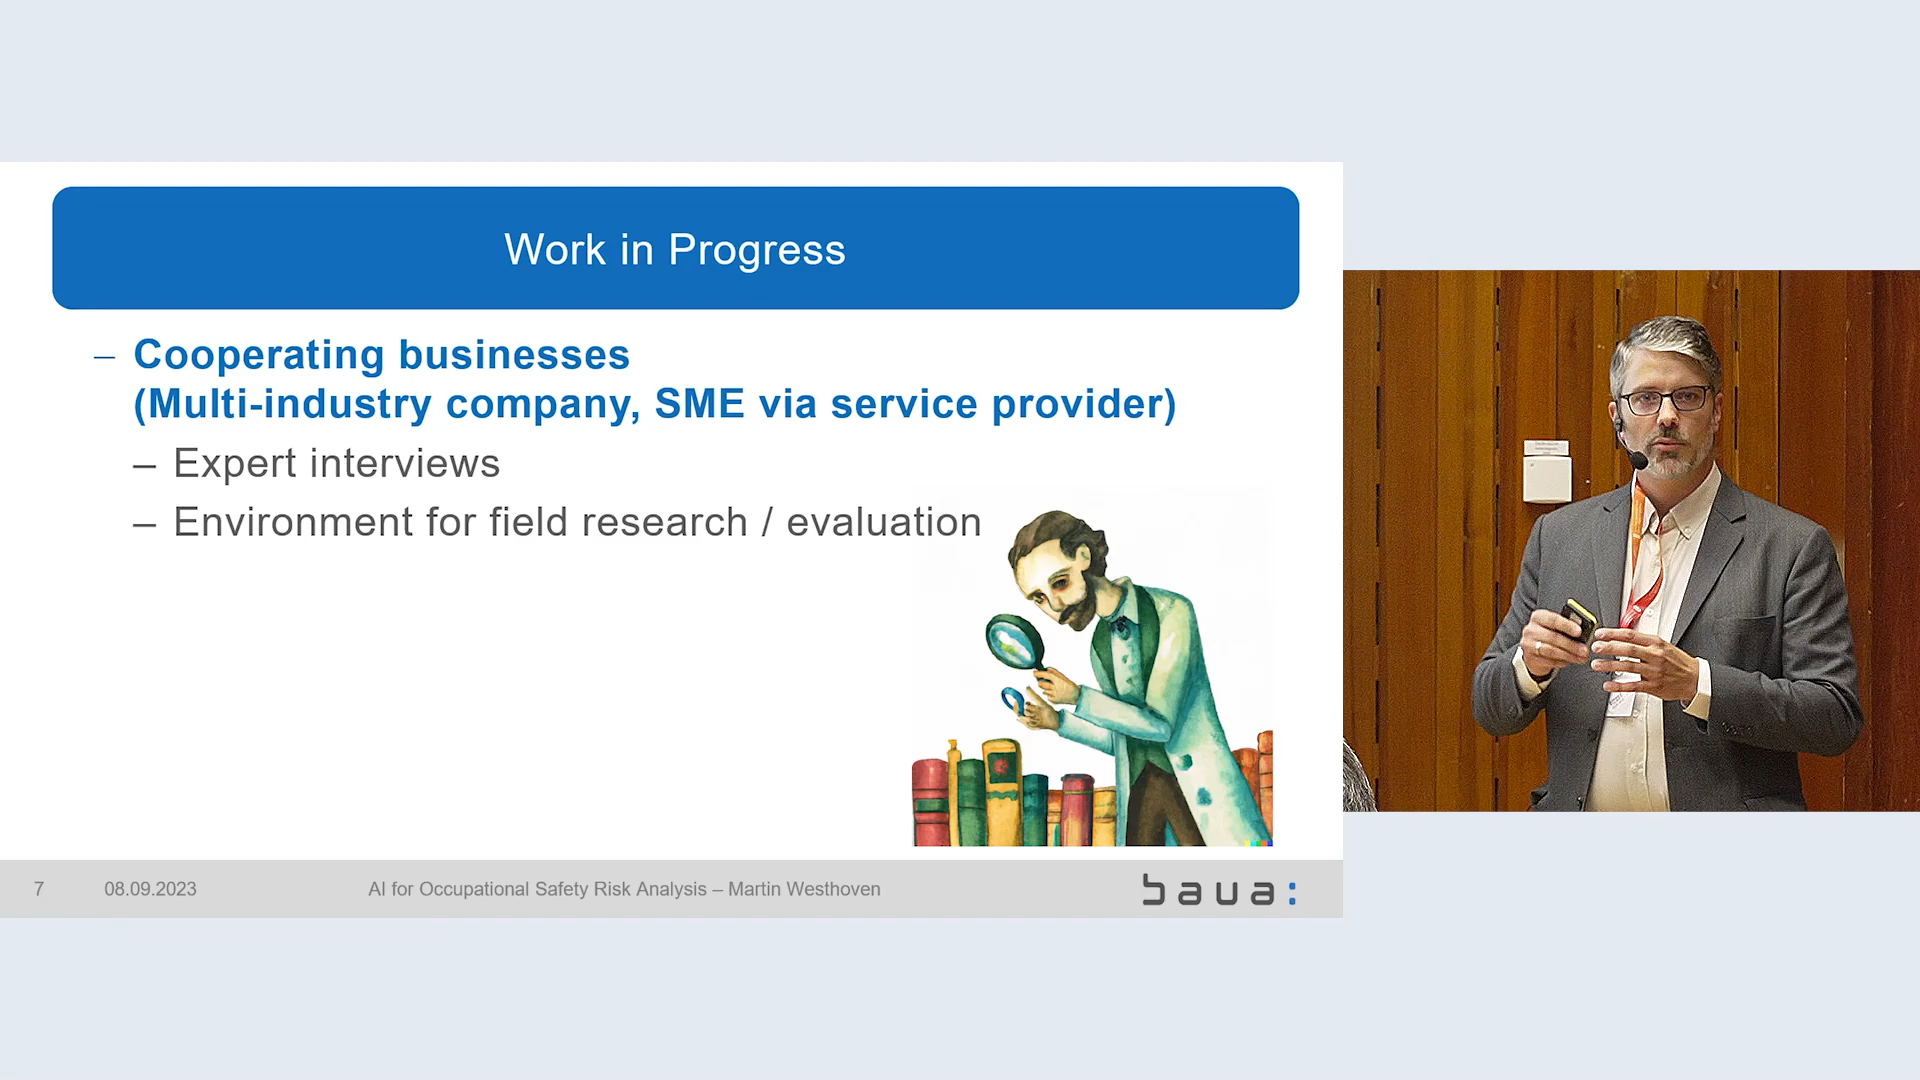 Work in Progress
– Cooperating businesses
(Multi-industry company, SME via service provider)
– Expert interviews
– Environment for field research / evaluation
7 08.09.2023 AI for Occupational Safety Risk Analysis – Martin Westhoven baua: